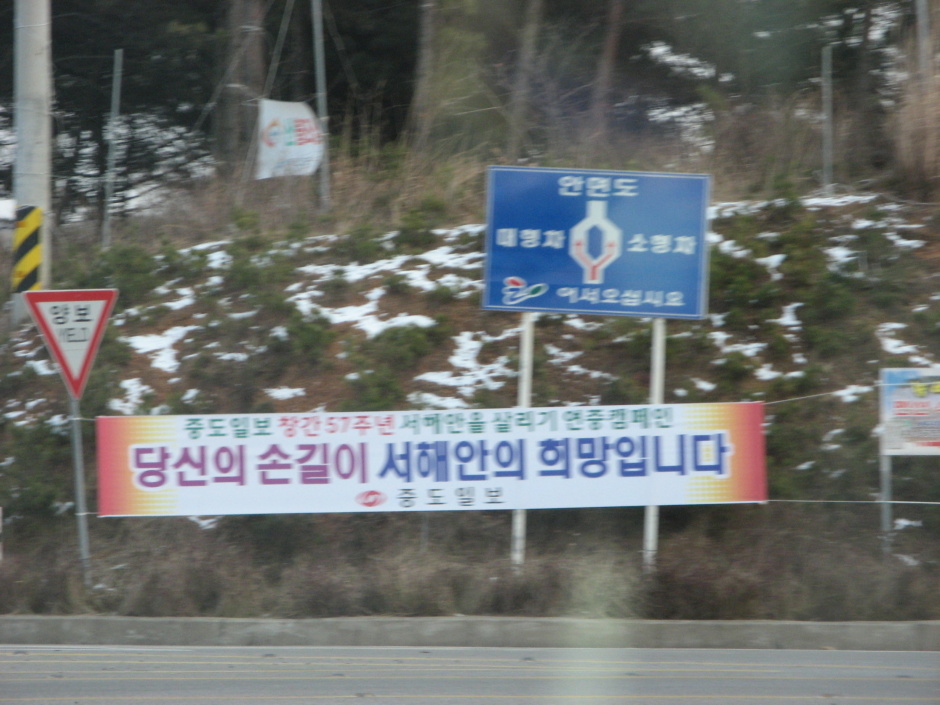 안면도
대형차 소형차
어서오십시오
양보
YIELD
중도일보 창간57주년 서해안을 살리기 연중캠페인
당신의 손길이 서해안의 희망입니다
중도일보